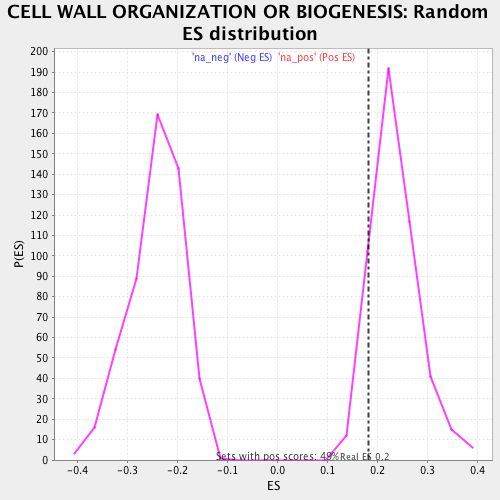 CELL WALL ORGANIZATION OR BIOGENESIS: Random
ES distribution
'na_neg' (Neg ES) 'na_pos' (Pos ES)
200
190
180
170
160
150
140
130
120
110
100
90
80
70
60
50
40
30
20
10
0
P(ES)
Sets with pos scores: 49%
Real ES 0.2
-0.4 -0.3 -0.2 -0.1 0.0 0.1 0.2 0.3 0.4
ES